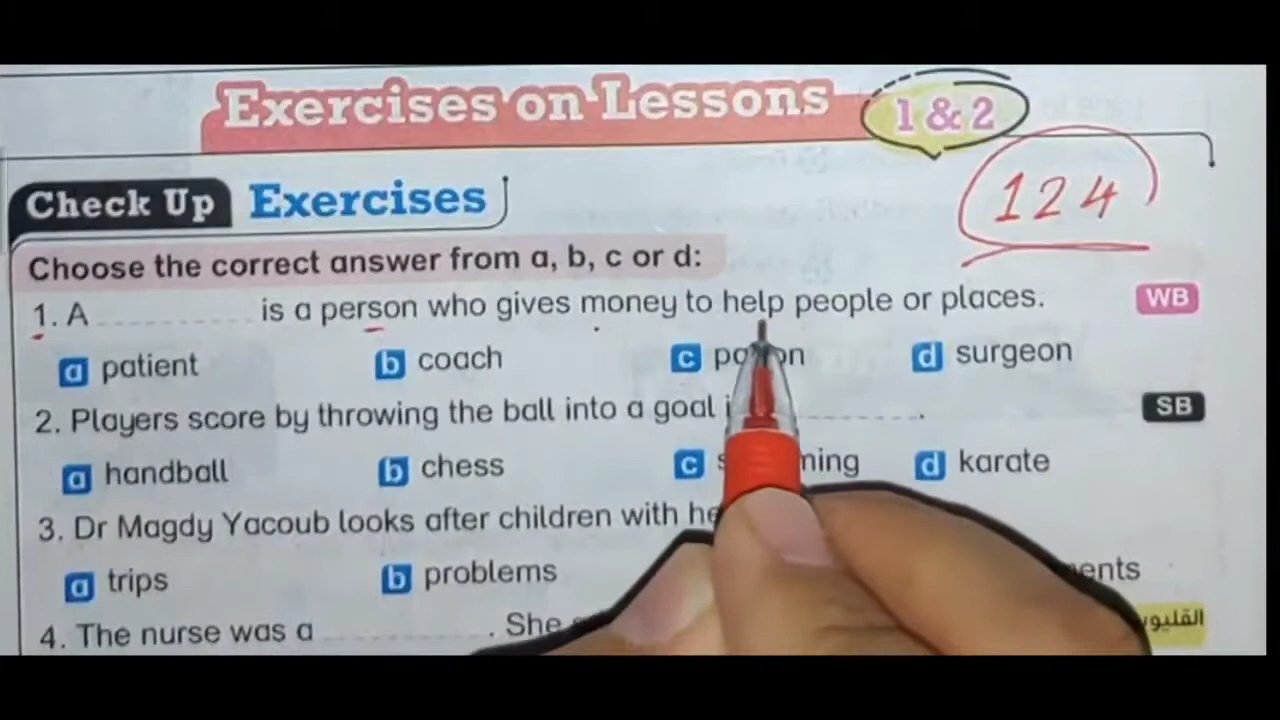 Exercises on Lessons 1 & 2
124
Check Up Exercises
Choose the correct answer from a, b, c or d:
1. A ............ is a person who gives money to help people or places. WB
a patient b coach c patron d surgeon
2. Players score by throwing the ball into a goal ............ . SB
a handball b chess c d karate
3. Dr Magdy Yacoub looks after children with
a trips b problems
4. The nurse was a ............ . She